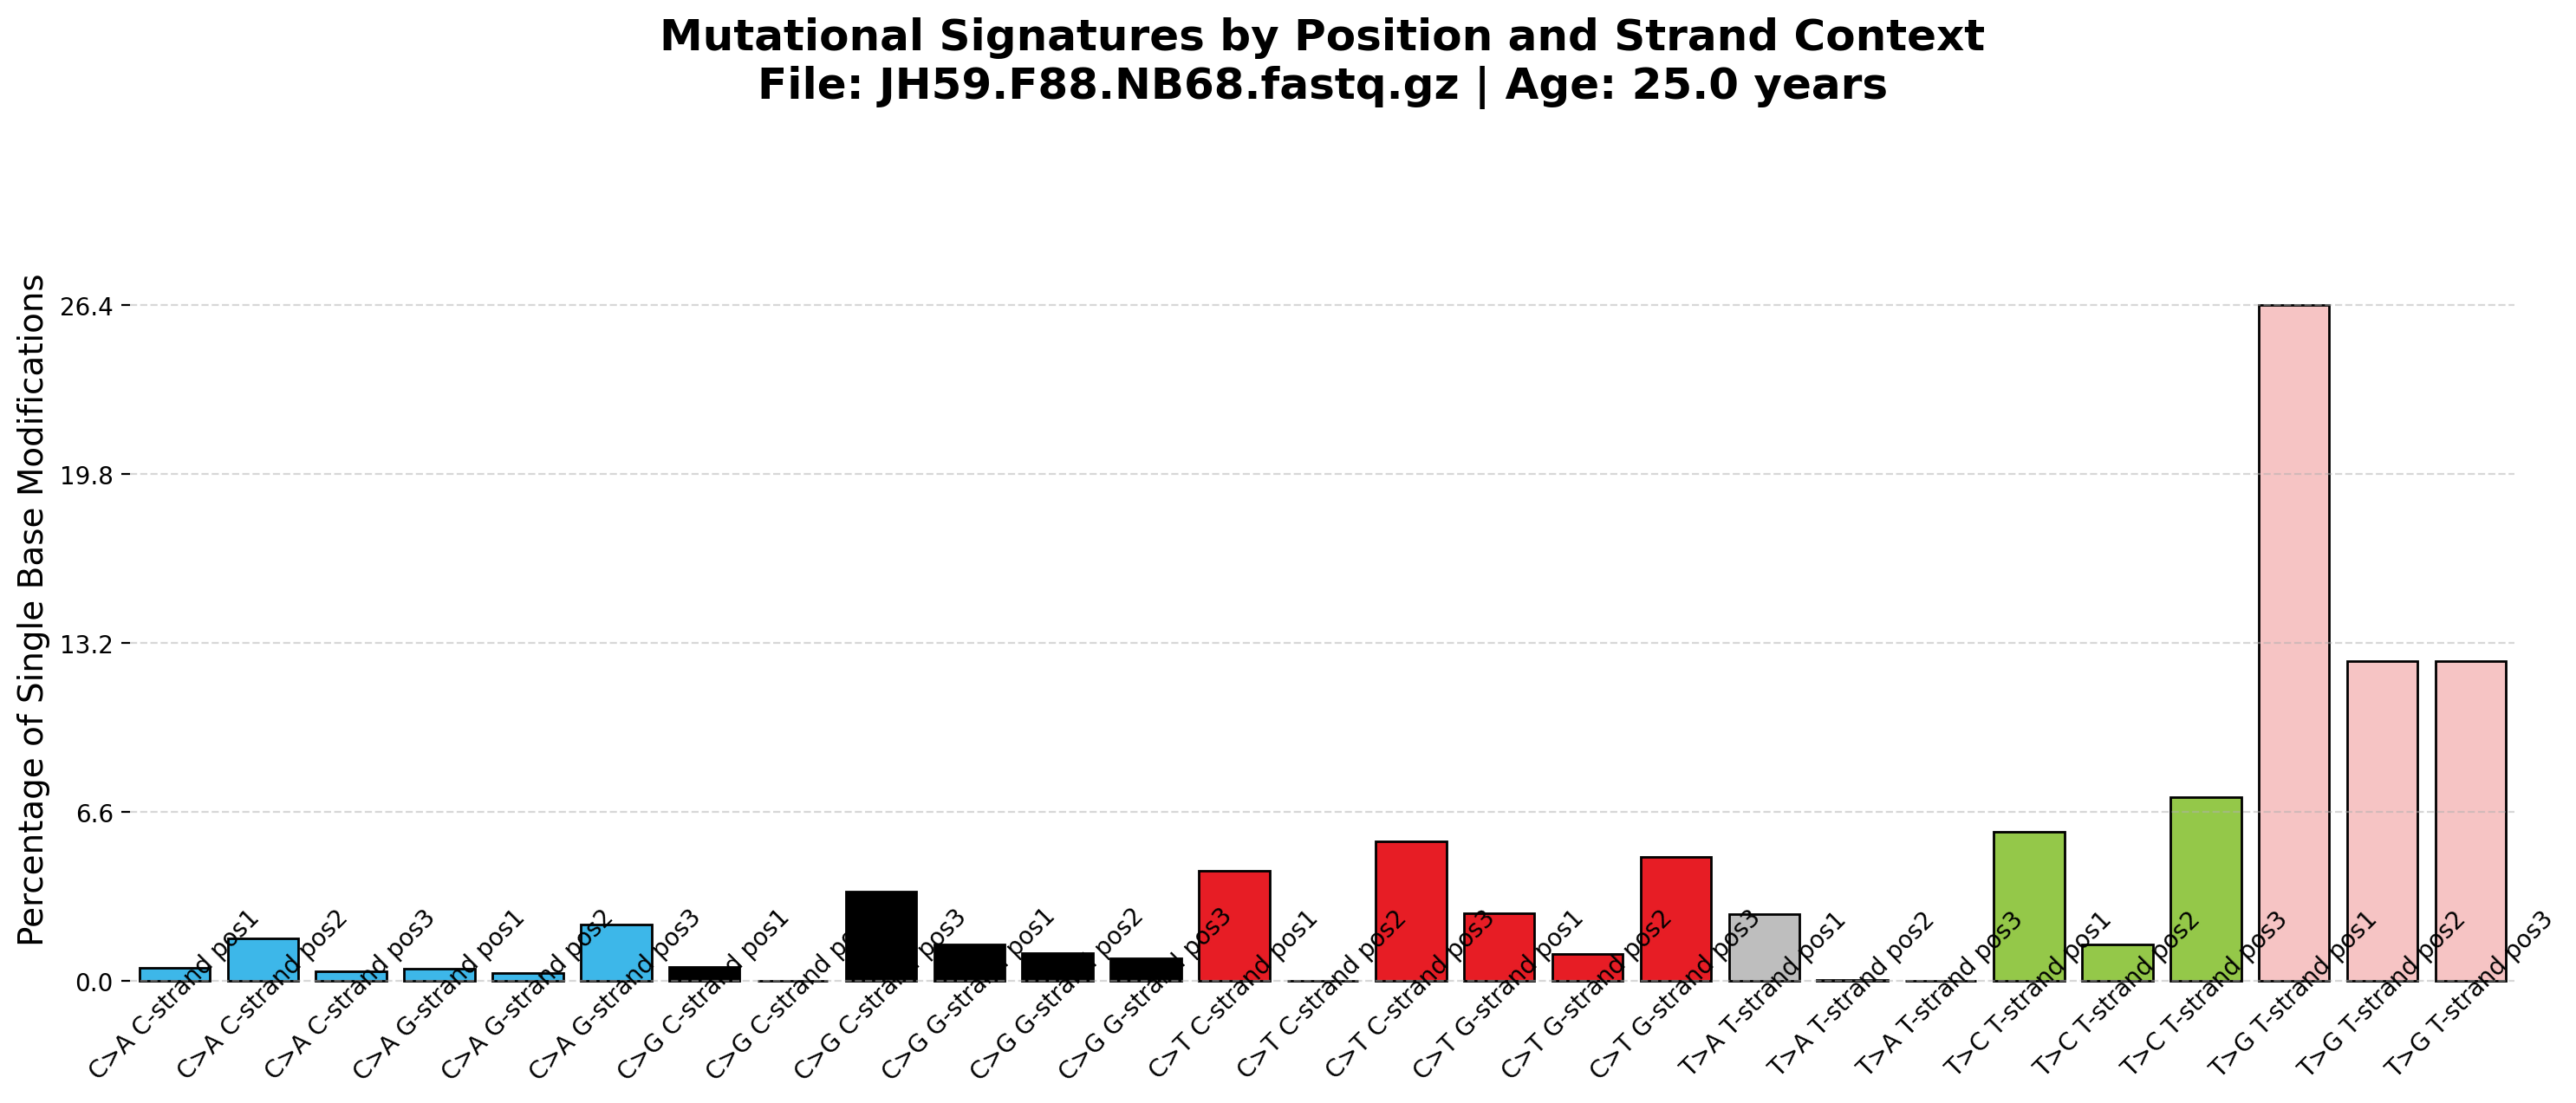 Mutational Signatures by Position and Strand Context
File: JH59.F88.NB68.fastq.gz | Age: 25.0 years
Percentage of Single Base Modifications
26.4
19.8
13.2
6.6
0.0
C>A C-strand pos1
C>A C-strand pos2
C>A C-strand pos3
C>A G-strand pos1
C>A G-strand pos2
C>A G-strand pos3
C>G C-strand pos1
C>G C-strand pos2
C>G C-strand pos3
C>G G-strand pos1
C>G G-strand pos2
C>G G-strand pos3
C>T C-strand pos1
C>T C-strand pos2
C>T C-strand pos3
C>T G-strand pos1
C>T G-strand pos2
C>T G-strand pos3
T>A T-strand pos1
T>A T-strand pos2
T>A T-strand pos3
T>C T-strand pos1
T>C T-strand pos2
T>C T-strand pos3
T>G T-strand pos1
T>G T-strand pos2
T>G T-strand pos3